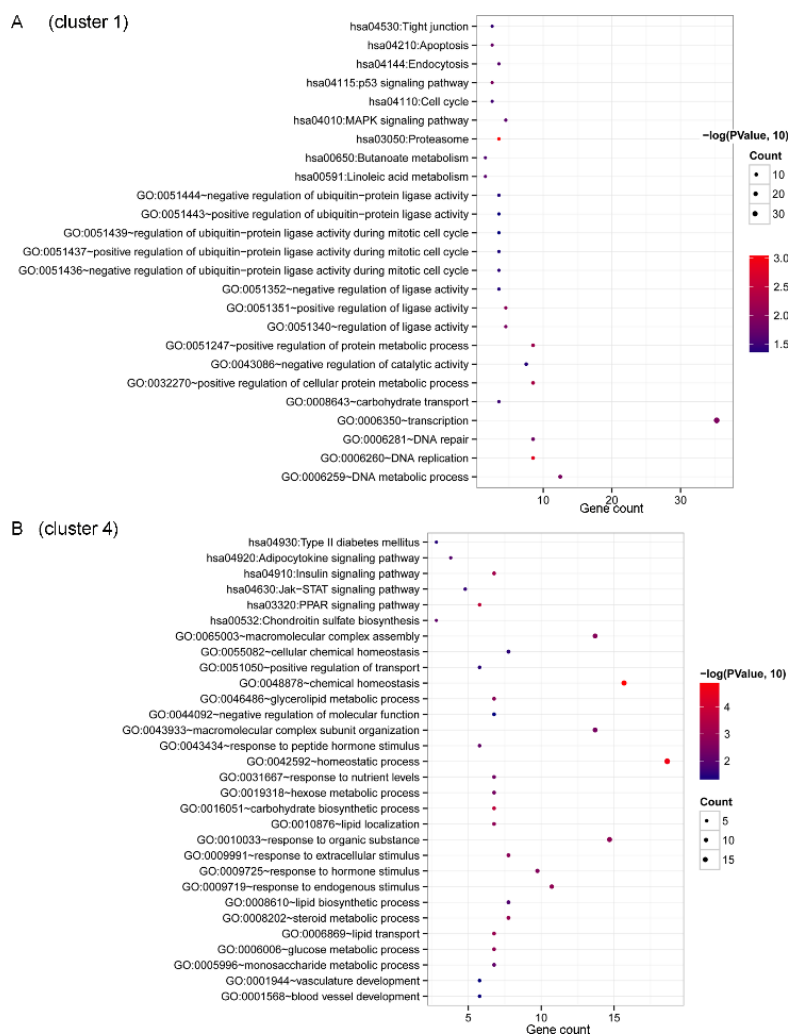 A (cluster 1)
hsa04530:Tight junction
hsa04210:Apoptosis
hsa04144:Endocytosis
hsa04115:p53 signaling pathway
hsa04110:Cell cycle
hsa04010:MAPK signaling pathway
hsa03050:Proteasome
hsa00650:Butanoate metabolism
hsa00591:Linoleic acid metabolism
GO:0051444~negative regulation of ubiquitin−protein ligase activity
GO:0051443~positive regulation of ubiquitin−protein ligase activity
GO:0051439~regulation of ubiquitin−protein ligase activity during mitotic cell cycle
GO:0051437~positive regulation of ubiquitin−protein ligase activity during mitotic cell cycle
GO:0051436~negative regulation of ubiquitin−protein ligase activity during mitotic cell cycle
GO:0051352~negative regulation of ligase activity
GO:0051351~positive regulation of ligase activity
GO:0051340~regulation of ligase activity
GO:0051247~positive regulation of protein metabolic process
GO:0043086~negative regulation of catalytic activity
GO:0032270~positive regulation of cellular protein metabolic process
GO:0008643~carbohydrate transport
GO:0006350~transcription
GO:0006281~DNA repair
GO:0006260~DNA replication
GO:0006259~DNA metabolic process
10 20 30
Gene count
−log(PValue, 10)
Count
10
20
30
3.0
2.5
2.0
1.5
B (cluster 4)
hsa04930:Type II diabetes mellitus
hsa04920:Adipocytokine signaling pathway
hsa04910:Insulin signaling pathway
hsa04630:Jak−STAT signaling pathway
hsa03320:PPAR signaling pathway
hsa00532:Chondroitin sulfate biosynthesis
GO:0065003~macromolecular complex assembly
GO:0055082~cellular chemical homeostasis
GO:0051050~positive regulation of transport
GO:0048878~chemical homeostasis
GO:0046486~glycerolipid metabolic process
GO:0044092~negative regulation of molecular function
GO:0043933~macromolecular complex subunit organization
GO:0043434~response to peptide hormone stimulus
GO:0042592~homeostatic process
GO:0031667~response to nutrient levels
GO:0019318~hexose metabolic process
GO:0016051~carbohydrate biosynthetic process
GO:0010876~lipid localization
GO:0010033~response to organic substance
GO:0009991~response to extracellular stimulus
GO:0009725~response to hormone stimulus
GO:0009719~response to endogenous stimulus
GO:0008610~lipid biosynthetic process
GO:0008202~steroid metabolic process
GO:0006869~lipid transport
GO:0006006~glucose metabolic process
GO:0005996~monosaccharide metabolic process
GO:0001944~vasculature development
GO:0001568~blood vessel development
5 10 15
Gene count
−log(PValue, 10)
4
3
2
Count
5
10
15